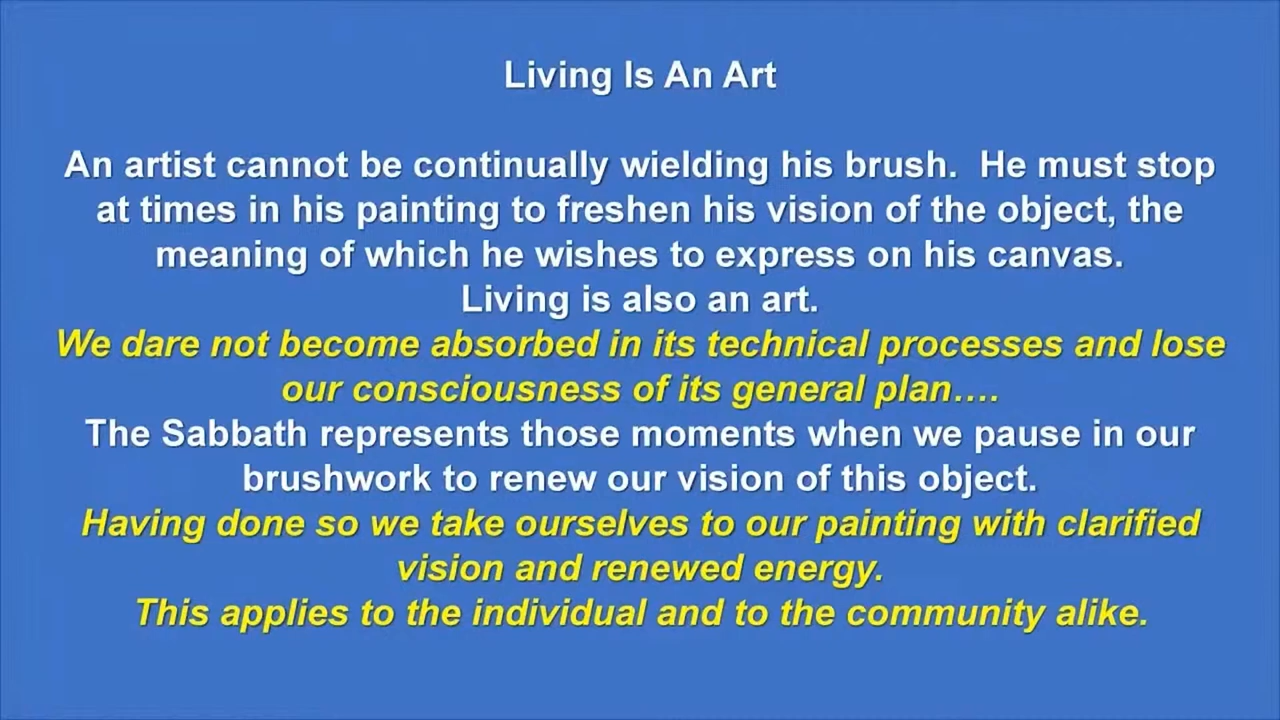 Living Is An Art
An artist cannot be continually wielding his brush.  He must stop
at times in his painting to freshen his vision of the object, the
meaning of which he wishes to express on his canvas.
Living is also an art.
We dare not become absorbed in its technical processes and lose
our consciousness of its general plan….
The Sabbath represents those moments when we pause in our
brushwork to renew our vision of this object.
Having done so we take ourselves to our painting with clarified
vision and renewed energy.
This applies to the individual and to the community alike.